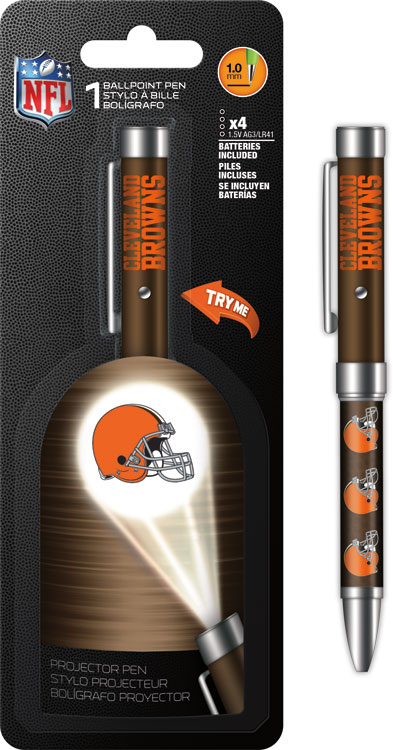 NFL
1 BALLPOINT PEN
STYLO À BILLE
BOLÍGRAFO
1.0
mm
x4
1.5V AG3/LR41
BATTERIES
INCLUDED
PILES
INCLUSES
SE INCLUYEN
BATERÍAS
CLEVELAND
BROWNS
CLEVELAND
BROWNS
TRY ME
PROJECTOR PEN
STYLO PROJECTEUR
BOLÍGRAFO PROYECTOR